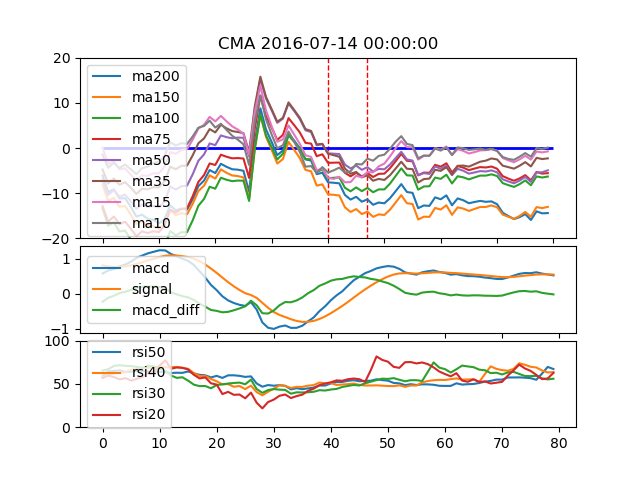 CMA 2016-07-14 00:00:00
20
10
0
−10
−20
ma200
ma150
ma100
ma75
ma50
ma35
ma15
ma10
1
0
−1
macd
signal
macd_diff
100
50
0
rsi50
rsi40
rsi30
rsi20
0 10 20 30 40 50 60 70 80